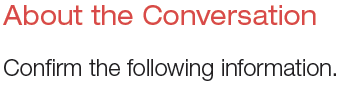 About the Conversation
Confirm the following information.